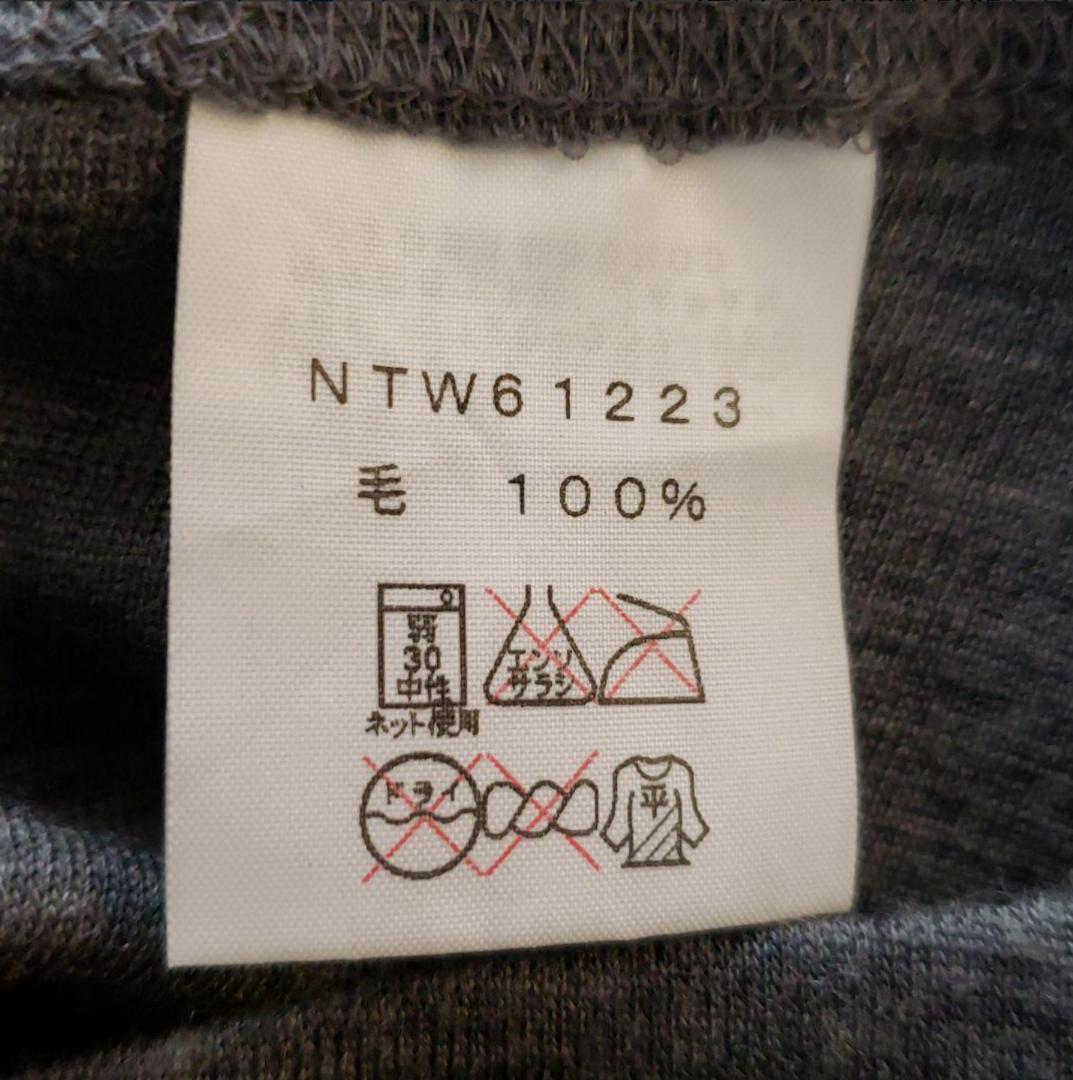 NTW61223
毛 100%
弱
30
中性
ネット使用
エンソ
サラシ
ドライ
平